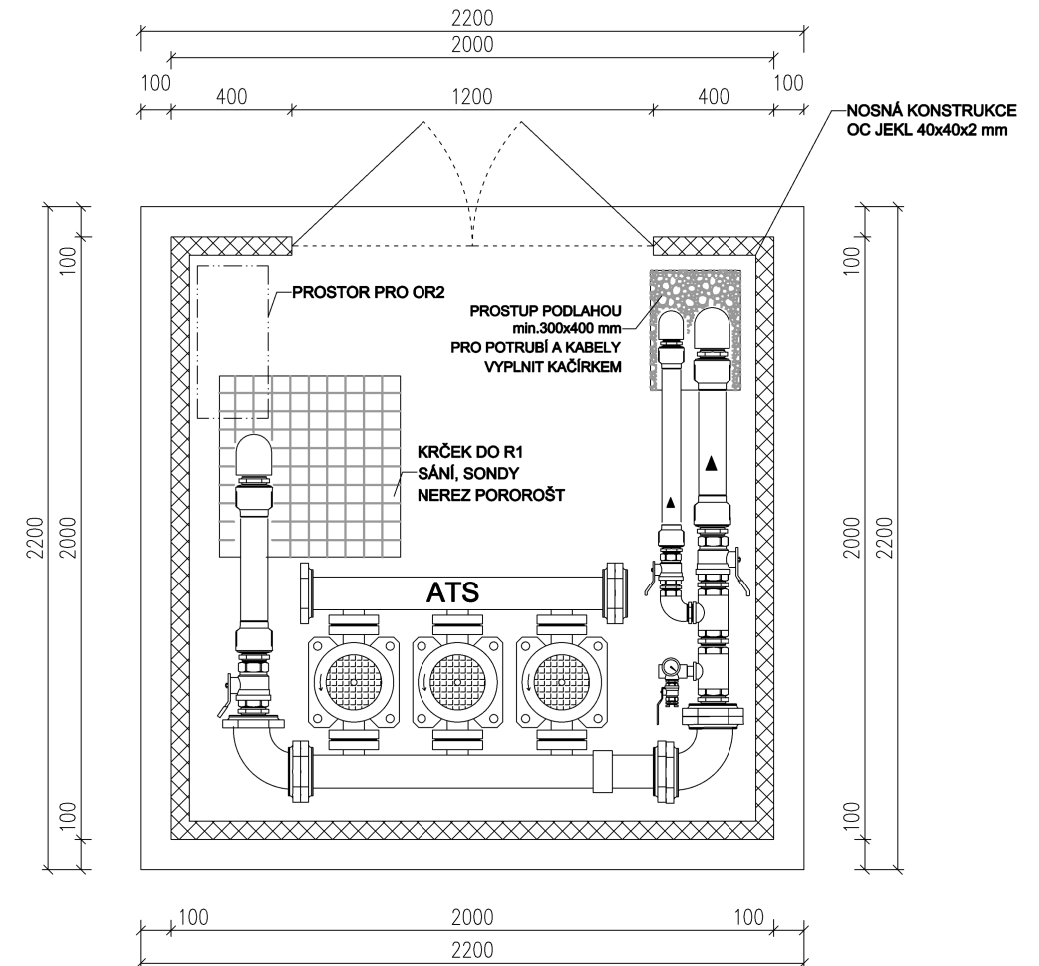 2200
2000
100
400
1200
400
100
NOSNÁ KONSTRUKCE
OC JEKL 40x40x2 mm
100
100
PROSTOR PRO OR2
PROSTUP PODLAHOU
min.300x400 mm
PRO POTRUBÍ A KABELY
VYPLNIT KAČÍRKEM
KRČEK DO R1
SÁNÍ, SONDY
NEREZ POROROŠT
2200
2000
2000
2200
ATS
100
100
100
2000
100
2200